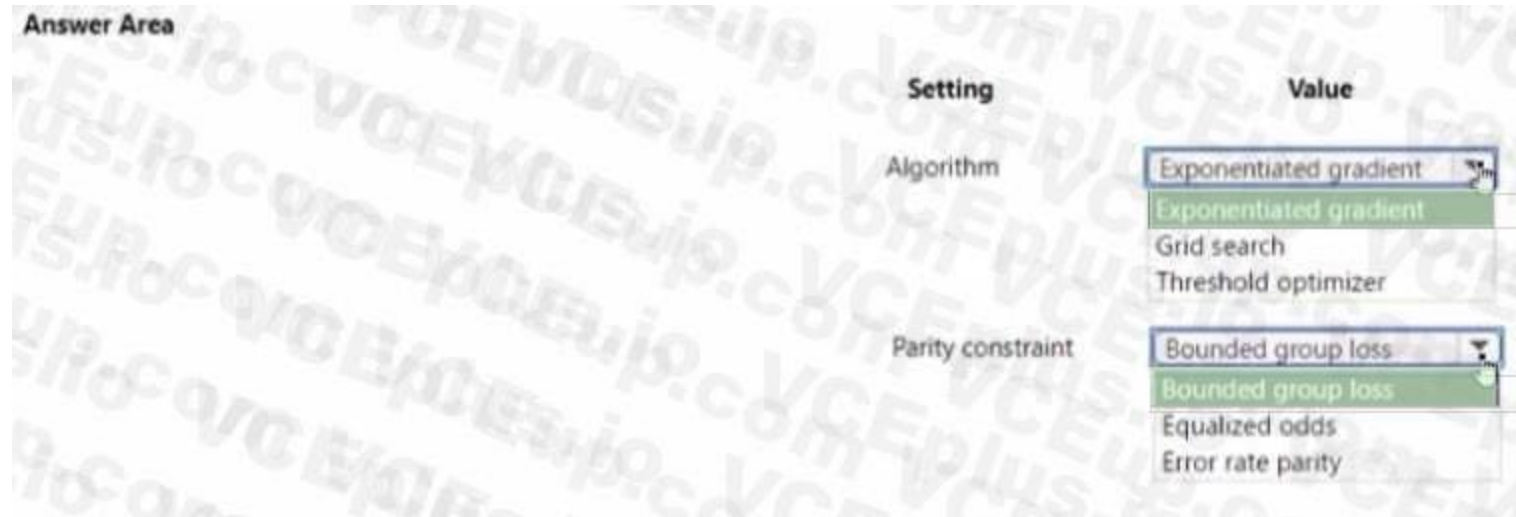 Answer Area
Setting Value
Algorithm Exponentiated gradient
Exponentiated gradient
Grid search
Threshold optimizer
Parity constraint Bounded group loss
Bounded group loss
Equalized odds
Error rate parity